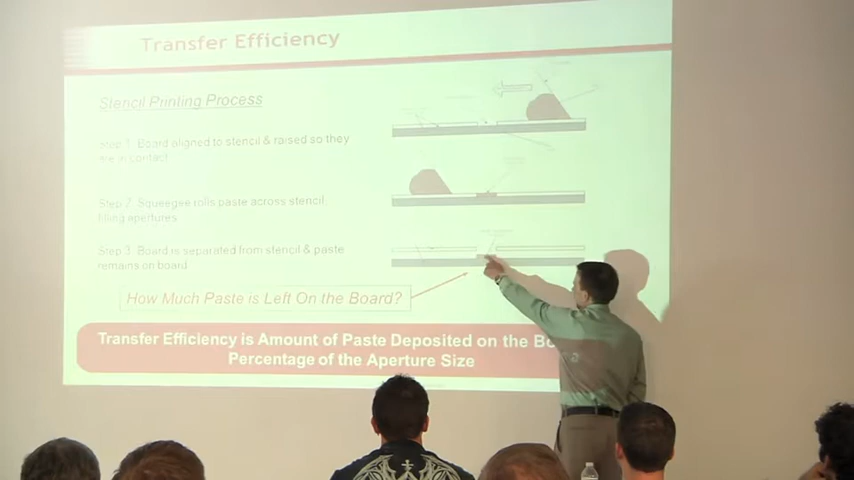 Transfer Efficiency
Stencil Printing Process
Step 1: Board aligned to stencil & raised so they
are in contact
Step 2: Squeegee rolls paste across stencil
filling apertures
Step 3: Board is separated from stencil & paste
remains on board
How Much Paste is Left On the Board?
Transfer Efficiency is Amount of Paste Deposited on the Bo
Percentage of the Aperture Size